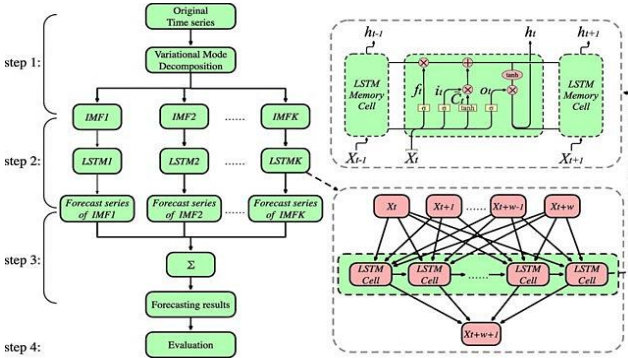 Original
Time series
step 1:
Variational Mode
Decomposition
IMF1
IMF2
......
IMFK
step 2:
LSTM1
LSTM2
......
LSTMK
Forecast series
of IMF1
Forecast series
of IMF2
......
Forecast series
of IMFK
step 3:
Σ
Forecasting results
step 4:
Evaluation
ht-1
ht
ht+1
LSTM
Memory
Cell
ft
it
C̃t
ot
tanh
σ
σ
tanh
σ
LSTM
Memory
Cell
Xt-1
Xt
Xt+1
Xt
Xt+1
......
Xt+w-1
Xt+w
LSTM
Cell
LSTM
Cell
......
LSTM
Cell
LSTM
Cell
Xt+w+1